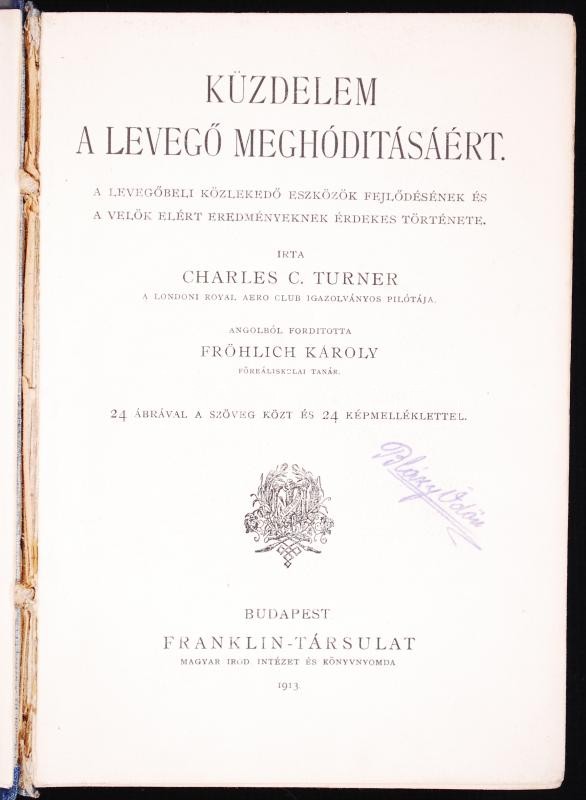 KÜZDELEM
A LEVEGŐ MEGHÓDITÁSÁÉRT.
A LEVEGŐBELI KÖZLEKEDŐ ESZKÖZÖK FEJLŐDÉSÉNEK ÉS
A VELÖK ELÉRT EREDMÉNYEKNEK ÉRDEKES TÖRTÉNETE.
IRTA
CHARLES C. TURNER
A LONDONI ROYAL AERO CLUB IGAZOLVÁNYOS PILÓTÁJA.
ANGOLBÓL FORDITOTTA
FRÖHLICH KÁROLY
FŐREÁLISKOLAI TANÁR.
24 ÁBRÁVAL A SZÖVEG KÖZT ÉS 24 KÉPMELLÉKLETTEL.
Blázy Ödön
BUDAPEST
FRANKLIN-TÁRSULAT
MAGYAR IROD. INTÉZET ÉS KÖNYVNYOMDA
1913.